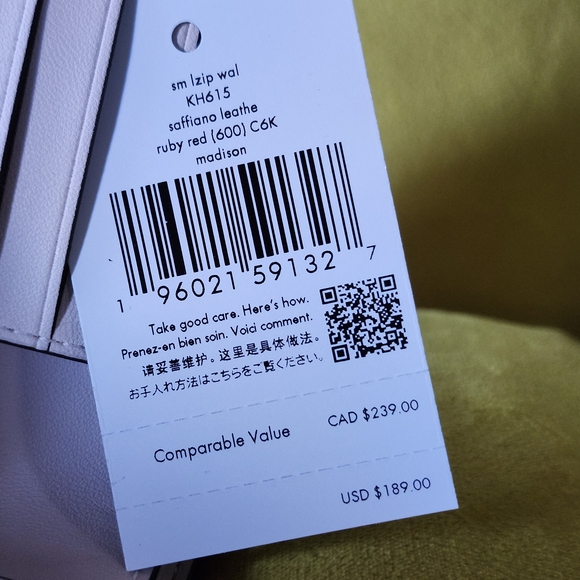 sm lzip wal
KH615
saffiano leathe
ruby red (600) C6K
madison
1 96021 59132 7
Take good care. Here's how.
Prenez-en bien soin. Voici comment.
请妥善维护。这里是具体做法。
お手入れ方法はこちらをご覧ください。
Comparable Value CAD $239.00
USD $189.00